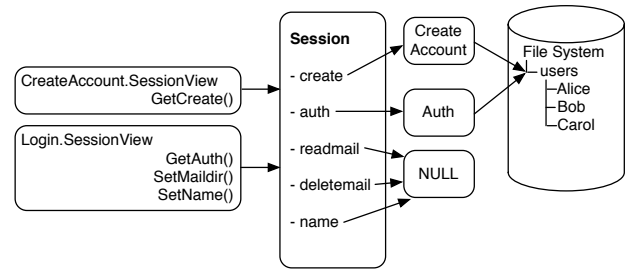 CreateAccount.SessionView
GetCreate()
Login.SessionView
GetAuth()
SetMaildir()
SetName()
Session
- create
- auth
- readmail
- deletemail
- name
Create
Account
Auth
NULL
File System
users
Alice
Bob
Carol